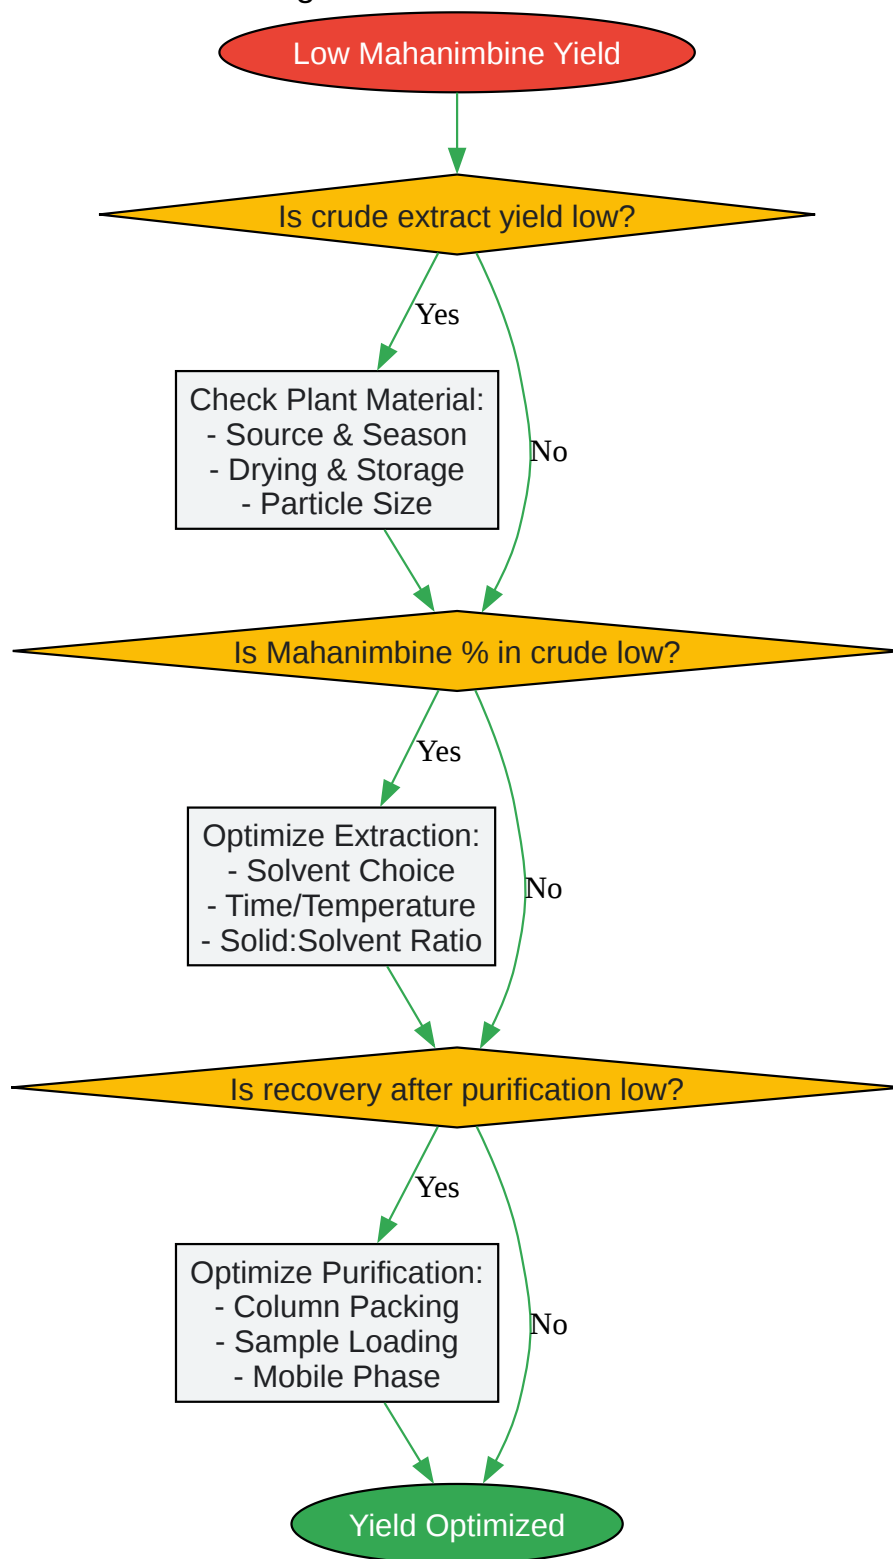 Low Mahanimbine Yield
Is crude extract yield low?
Yes
Check Plant Material:
- Source & Season
- Drying & Storage
- Particle Size
No
Is Mahanimbine % in crude low?
Yes
Optimize Extraction:
- Solvent Choice
- Time/Temperature
- Solid:Solvent Ratio
No
Is recovery after purification low?
Yes
Optimize Purification:
- Column Packing
- Sample Loading
- Mobile Phase
No
Yield Optimized